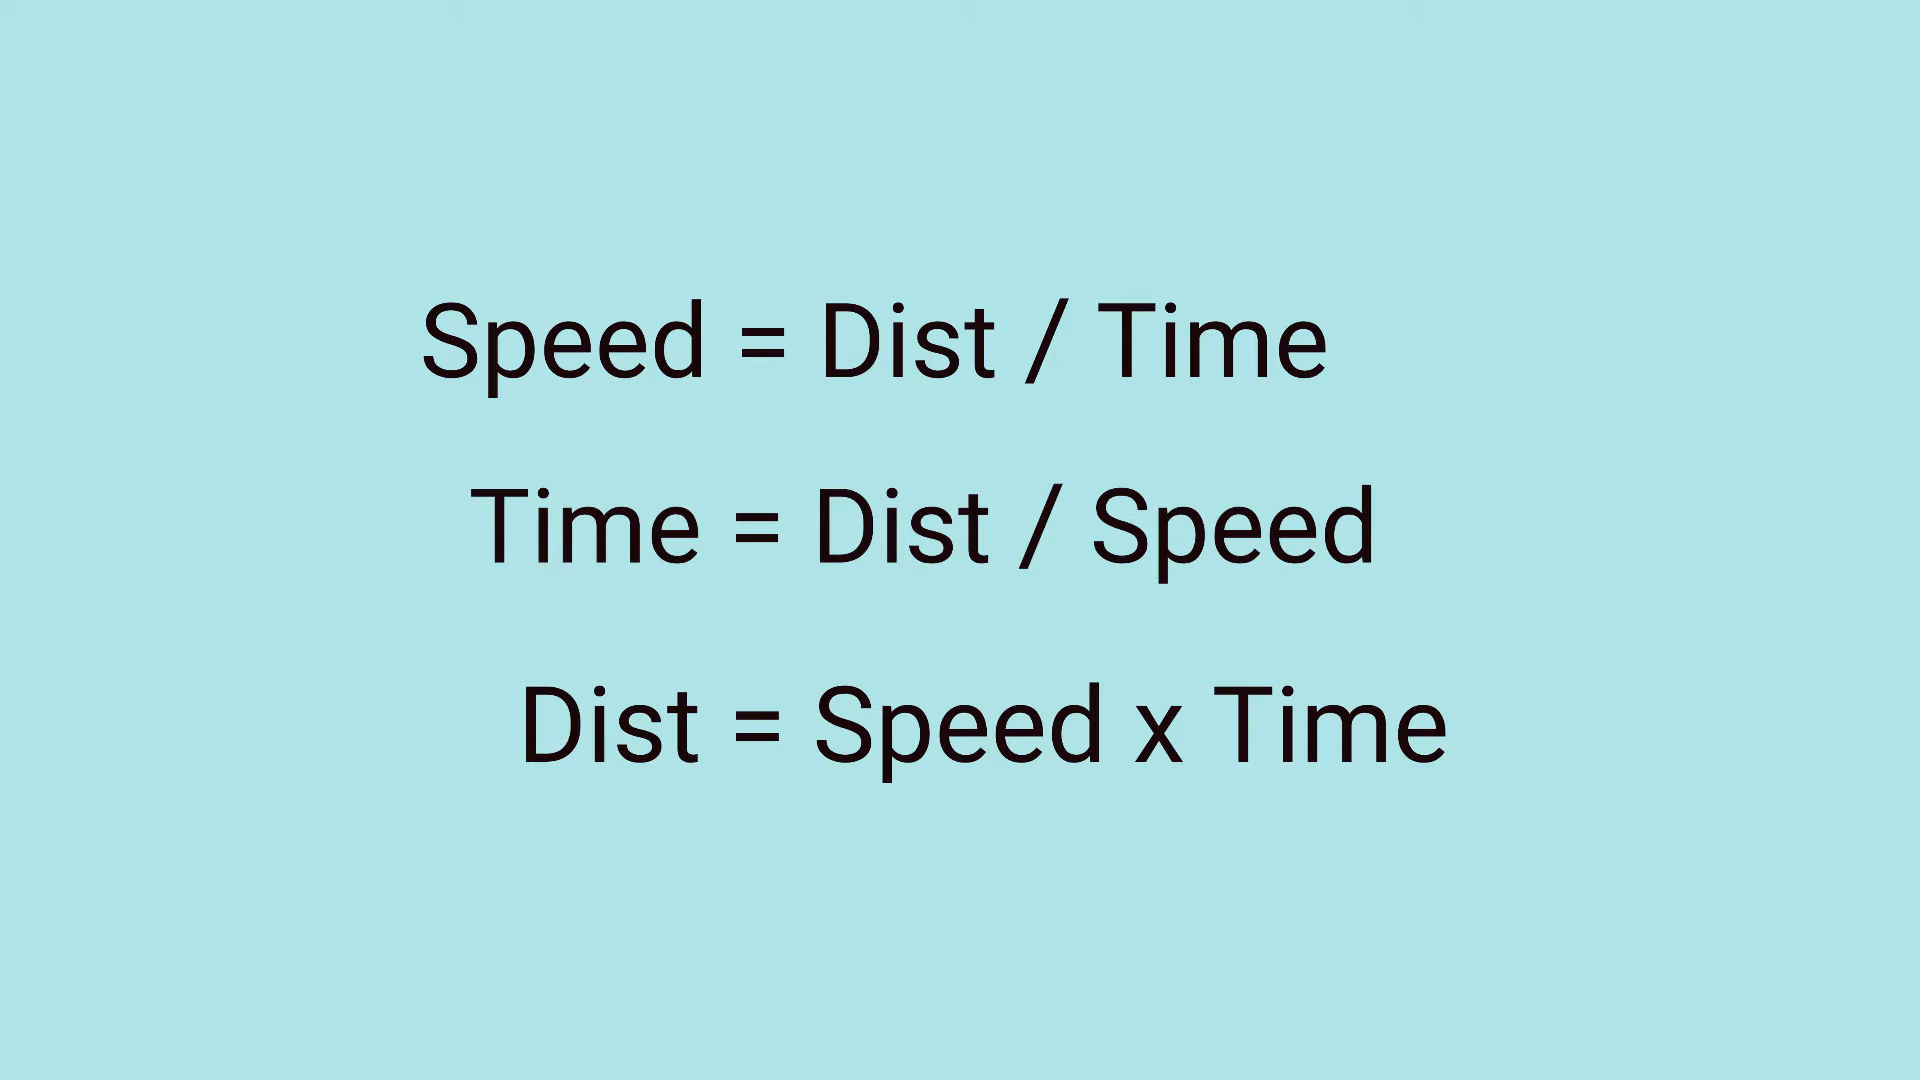 Speed = Dist / Time
Time = Dist / Speed
Dist = Speed x Time